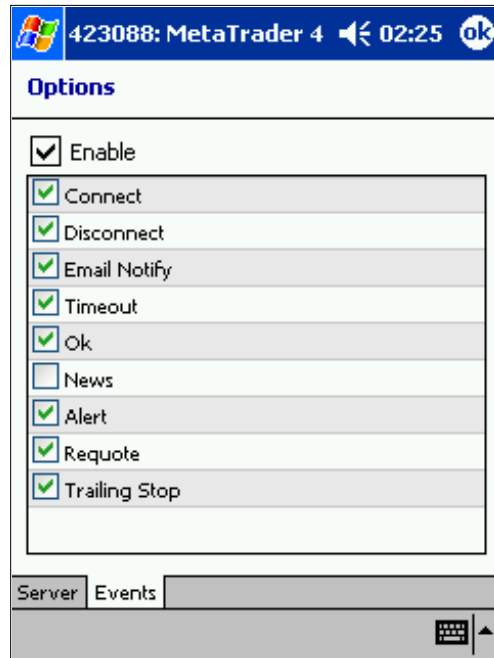 423088: MetaTrader 4 02:25 ok
Options
Enable
Connect
Disconnect
Email Notify
Timeout
Ok
News
Alert
Requote
Trailing Stop
Server Events